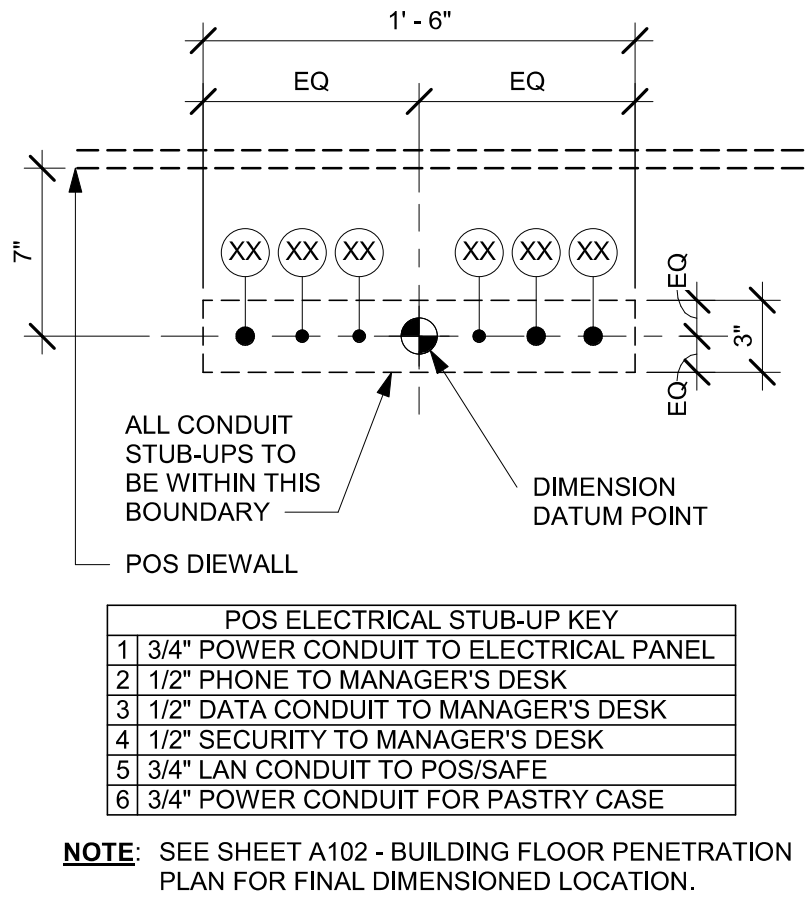 1' - 6"
EQ EQ
7"
XX XX XX XX XX XX
EQ
3"
EQ
ALL CONDUIT
STUB-UPS TO
BE WITHIN THIS
BOUNDARY
DIMENSION
DATUM POINT
POS DIEWALL
POS ELECTRICAL STUB-UP KEY
1 3/4" POWER CONDUIT TO ELECTRICAL PANEL
2 1/2" PHONE TO MANAGER'S DESK
3 1/2" DATA CONDUIT TO MANAGER'S DESK
4 1/2" SECURITY TO MANAGER'S DESK
5 3/4" LAN CONDUIT TO POS/SAFE
6 3/4" POWER CONDUIT FOR PASTRY CASE
NOTE: SEE SHEET A102 - BUILDING FLOOR PENETRATION
PLAN FOR FINAL DIMENSIONED LOCATION.